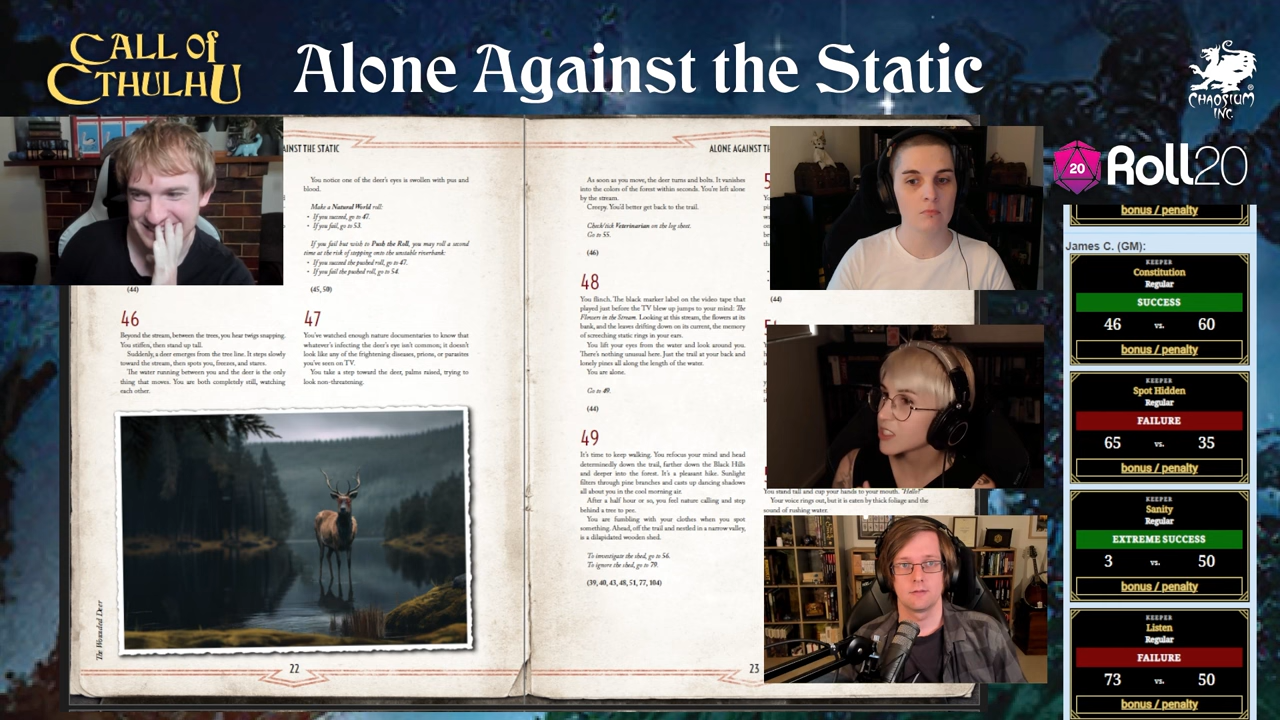 CALL of CTHULHU
Alone Against the Static
CHAOSIUM INC
20
Roll20
AINST THE STATIC
You notice one of the deer's eye is swollen with pus and
blood.
Make a Natural World roll:
• If you succeed, go to 47.
• If you fail, go to 53.
If you fail but wish to Push the Roll, you may roll a second
time at the risk of stepping onto the unstable riverbank:
• If you succeed the pushed roll, go to 47.
• If you fail the pushed roll, go to 54.
(44)
(45, 50)
46
Beyond the stream, between the trees, you hear twigs snapping.
You stiffen, then stand up tall.
Suddenly, a deer emerges from the tree line. It steps slowly
toward the stream, then spots you, freezes, and stares.
The water running between you and the deer is the only
thing that moves. You are both completely still, watching
each other.
47
You've watched enough nature documentaries to know that
whatever's infecting the deer's eye isn't common; it doesn't
look like any of the frightening diseases, prions, or parasites
you've seen on TV.
You take a step toward the deer, palms raised, trying to
look non-threatening.
The Wounded Deer
22
ALONE AGAINST TH
As soon as you move, the deer turns and bolts. It vanishes
into the colors of the forest within seconds. You're left alone
by the stream.
Creepy. You'd better get back to the trail.
Check/tick Veterinarian on the log sheet.
Go to 55.
(46)
48
You flinch. The black marker label on the video tape that
played just before the TV blew up jumps to your mind: The
Flowers in the Stream. Looking at this stream, the flowers at its
bank, and the leaves drifting down on its current, the memory
of screeching static rings in your ears.
You lift your eyes from the water and look around you.
There's nothing unusual here. Just the trail at your back and
lonely pines all along the length of the water.
You are alone.
Go to 49.
(44)
49
It's time to keep walking. You refocus your mind and head
determinedly down the trail, farther down the Black Hills
and deeper into the forest. It's a pleasant hike. Sunlight
filters through pine branches and casts up dancing shadows
all about you in the cool morning air.
After a half hour or so, you feel nature calling and step
behind a tree to pee.
You are fumbling with your clothes when you spot
something. Ahead, off the trail and nestled in a narrow valley,
is a dilapidated wooden shed.
To investigate the shed, go to 56.
To ignore the shed, go to 79.
(39, 40, 43, 48, 51, 77, 104)
23
(44)
You stand tall and cup your hands to your mouth. "Hello?"
Your voice rings out, but it is eaten by thick foliage and the
sound of rushing water.
bonus / penalty
James C. (GM):
KEEPER
Constitution
Regular
SUCCESS
46 vs. 60
bonus / penalty
KEEPER
Spot Hidden
Regular
FAILURE
65 vs. 35
bonus / penalty
KEEPER
Sanity
Regular
EXTREME SUCCESS
3 vs. 50
bonus / penalty
KEEPER
Listen
Regular
FAILURE
73 vs. 50
bonus / penalty